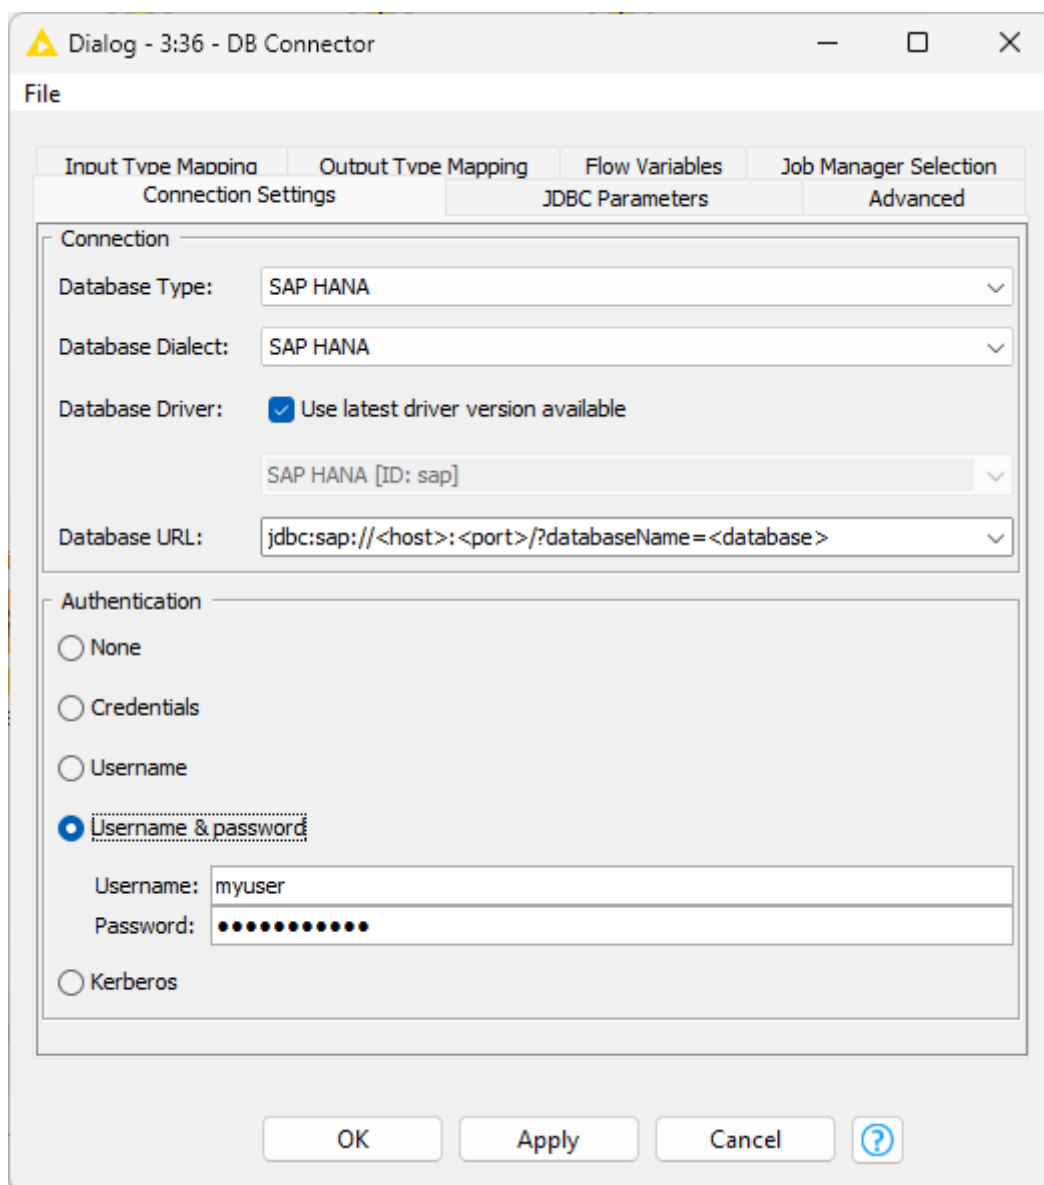 Dialog - 3:36 - DB Connector
File
Input Type Mapping Output Type Mapping Flow Variables Job Manager Selection
Connection Settings JDBC Parameters Advanced
Connection
Database Type: SAP HANA
Database Dialect: SAP HANA
Database Driver: Use latest driver version available
SAP HANA [ID: sap]
Database URL: jdbc:sap://<host>:<port>/?databaseName=<database>
Authentication
None
Credentials
Username
Username & password
Username: myuser
Password: ●●●●●●●●●●●
Kerberos
OK Apply Cancel ?